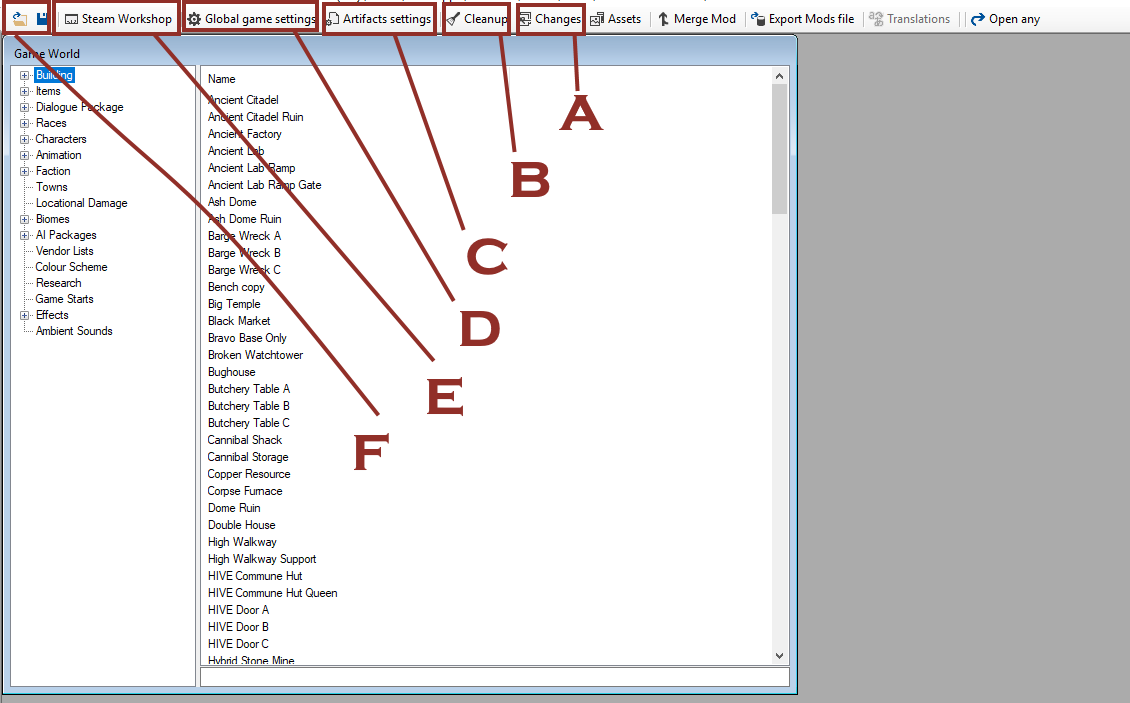 Steam Workshop Global game settings Artifacts settings Cleanup Changes Assets Merge Mod Export Mods file Translations Open any
Game World
Building
Items
Dialogue Package
Races
Characters
Animation
Faction
Towns
Locational Damage
Biomes
AI Packages
Vendor Lists
Colour Scheme
Research
Game Starts
Effects
Ambient Sounds
Name
Ancient Citadel
Ancient Citadel Ruin
Ancient Factory
Ancient Lab
Ancient Lab Ramp
Ancient Lab Ramp Gate
Ash Dome
Ash Dome Ruin
Barge Wreck A
Barge Wreck B
Barge Wreck C
Bench copy
Big Temple
Black Market
Bravo Base Only
Broken Watchtower
Bughouse
Butchery Table A
Butchery Table B
Butchery Table C
Cannibal Shack
Cannibal Storage
Copper Resource
Corpse Furnace
Dome Ruin
Double House
High Walkway
High Walkway Support
HIVE Commune Hut
HIVE Commune Hut Queen
HIVE Door A
HIVE Door B
HIVE Door C
Hybrid Stone Mine
A
B
C
D
E
F